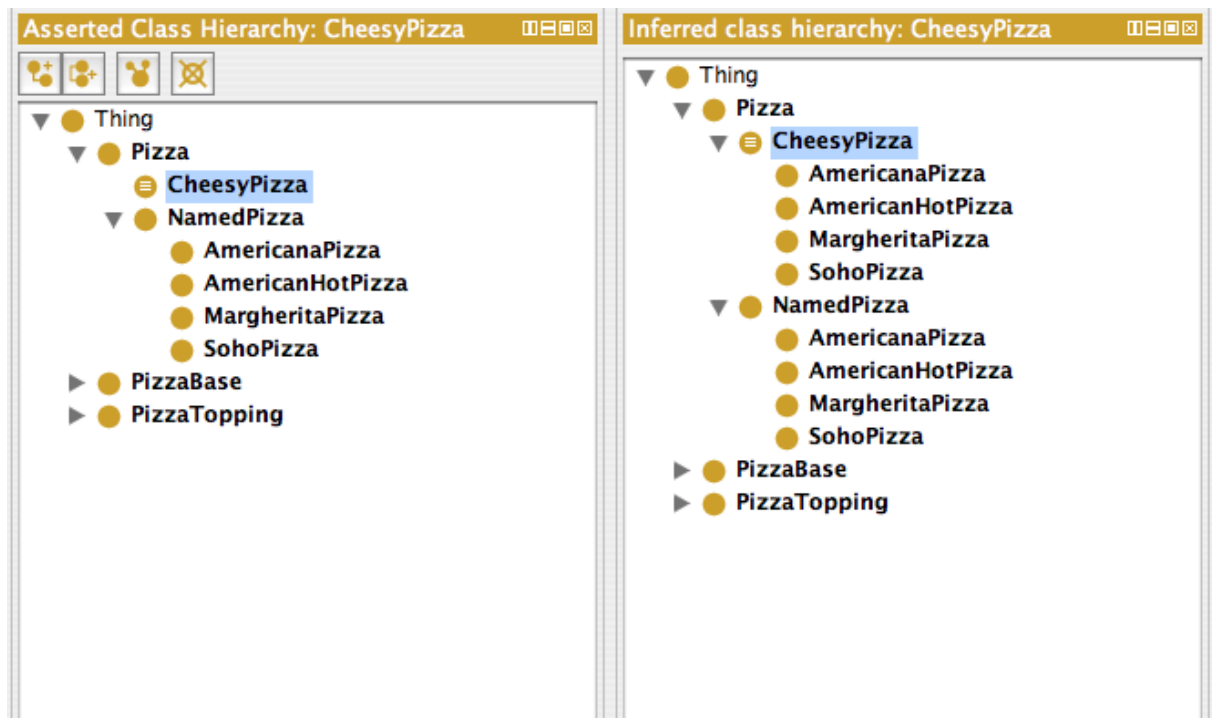 Asserted Class Hierarchy: CheesyPizza
Thing
Pizza
CheesyPizza
NamedPizza
AmericanaPizza
AmericanHotPizza
MargheritaPizza
SohoPizza
PizzaBase
PizzaTopping
Inferred class hierarchy: CheesyPizza
Thing
Pizza
CheesyPizza
AmericanaPizza
AmericanHotPizza
MargheritaPizza
SohoPizza
NamedPizza
AmericanaPizza
AmericanHotPizza
MargheritaPizza
SohoPizza
PizzaBase
PizzaTopping